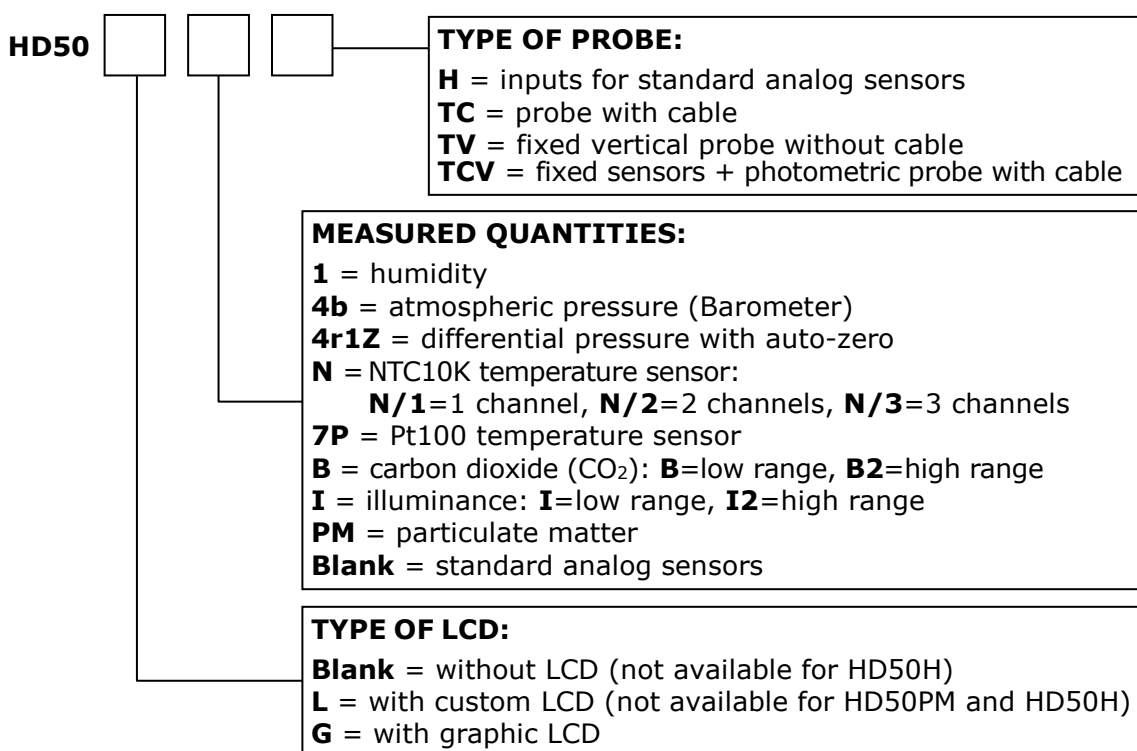 HD50
TYPE OF PROBE:
H = inputs for standard analog sensors
TC = probe with cable
TV = fixed vertical probe without cable
TCV = fixed sensors + photometric probe with cable
MEASURED QUANTITIES:
1 = humidity
4b = atmospheric pressure (Barometer)
4r1Z = differential pressure with auto-zero
N = NTC10K temperature sensor:
N/1=1 channel, N/2=2 channels, N/3=3 channels
7P = Pt100 temperature sensor
B = carbon dioxide (CO₂): B=low range, B2=high range
I = illuminance: I=low range, I2=high range
PM = particulate matter
Blank = standard analog sensors
TYPE OF LCD:
Blank = without LCD (not available for HD50H)
L = with custom LCD (not available for HD50PM and HD50H)
G = with graphic LCD